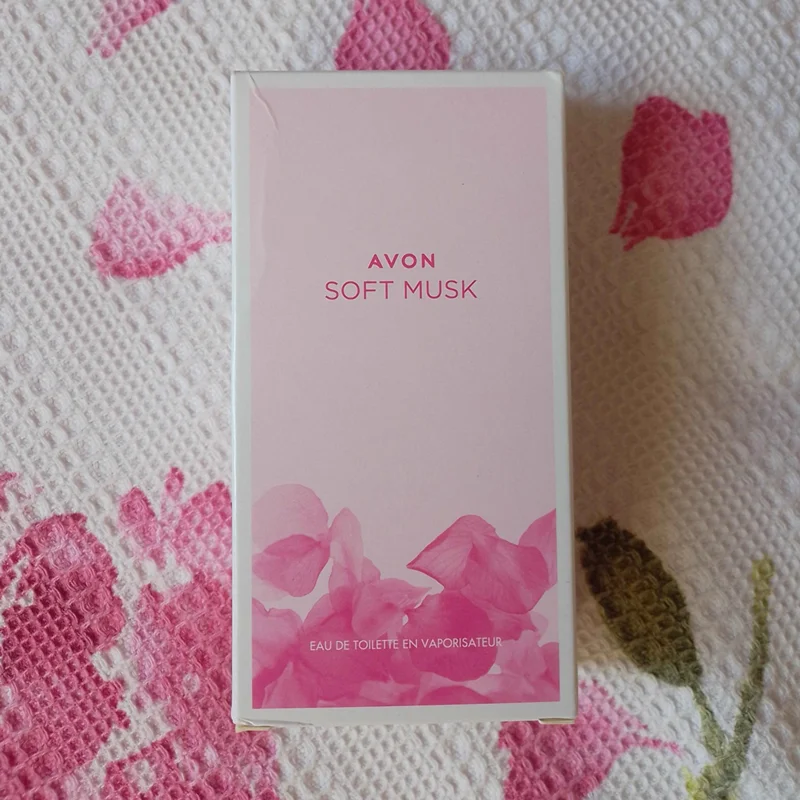 AVON
SOFT MUSK
EAU DE TOILETTE EN VAPORISATEUR